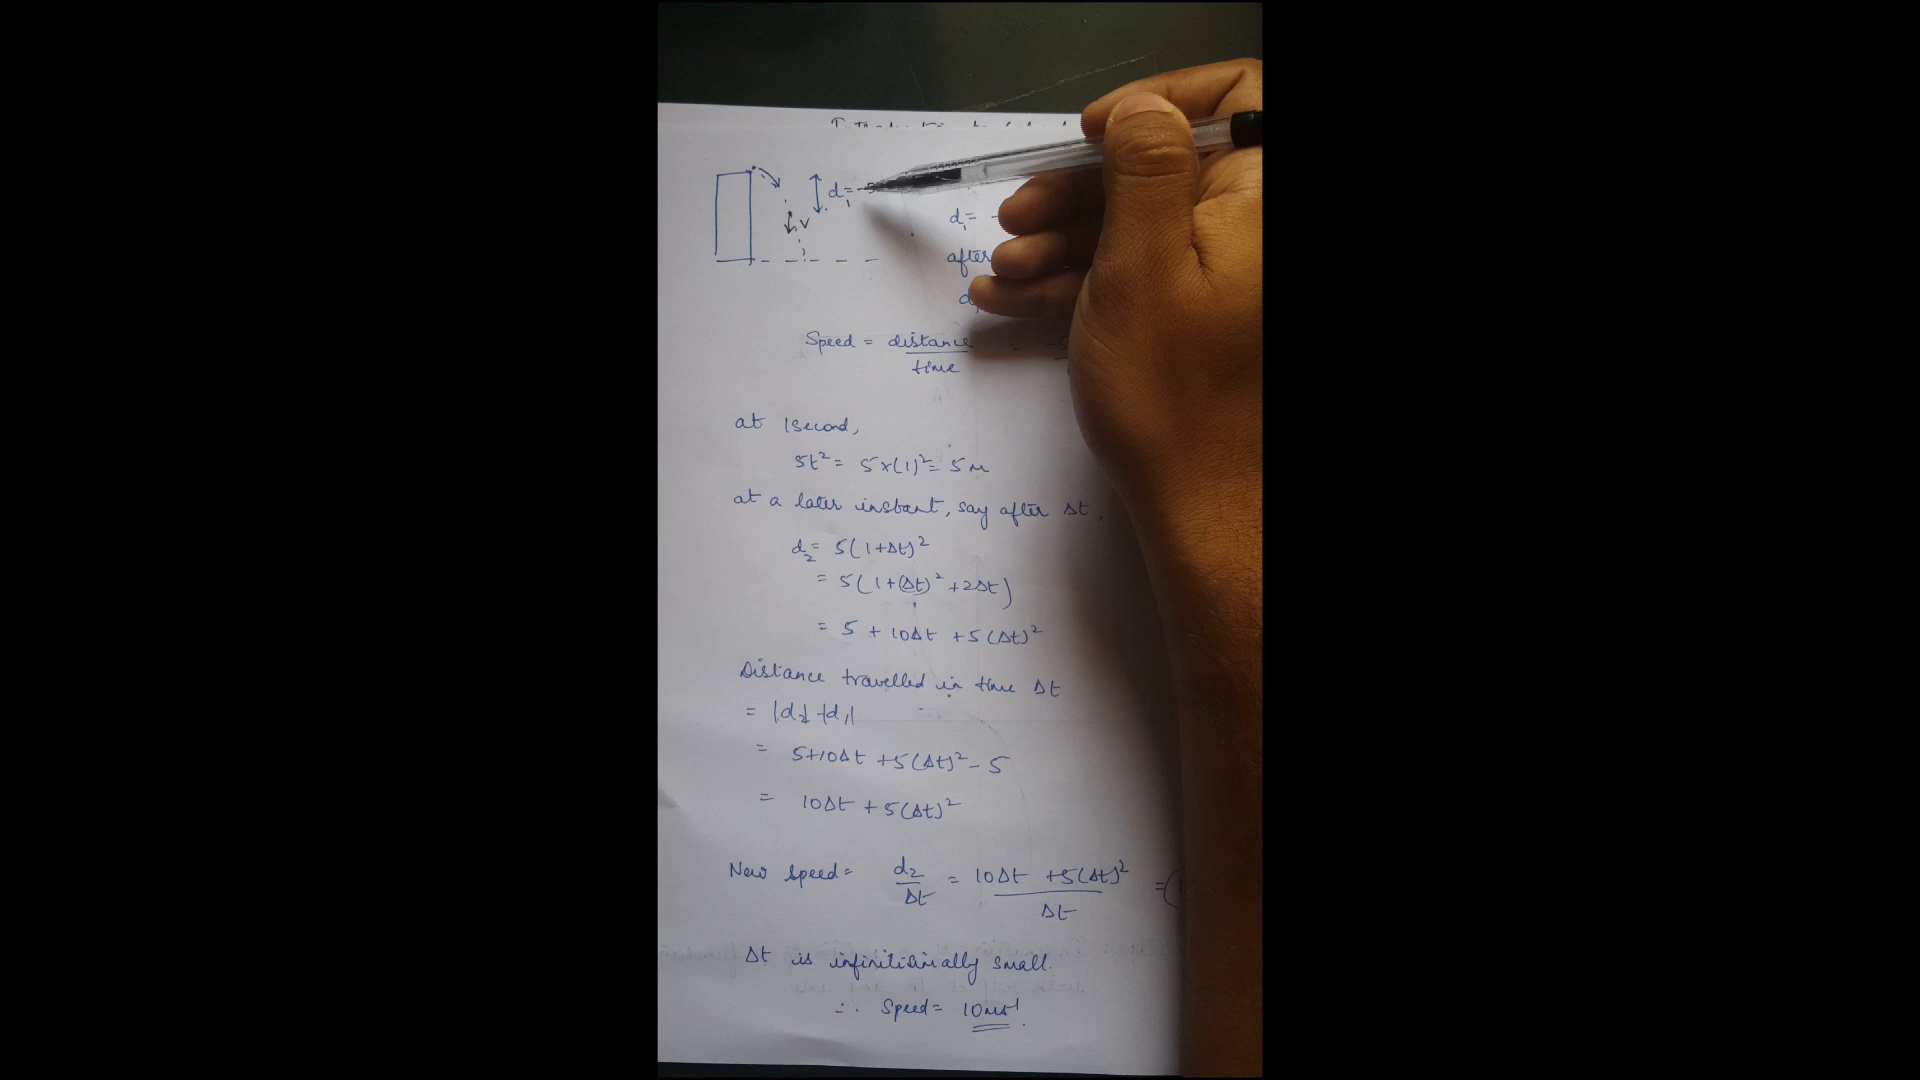 d₁ = -5
V
d₁ = -
after
d
Speed = distance/time = -5
at 1second,
5t² = 5x(1)² = 5m
at a later instant, say after Δt,
d₂ = 5(1+Δt)²
= 5(1+(Δt)²+2Δt)
= 5 + 10Δt + 5(Δt)²
Distance travelled in time Δt
= |d₂|-|d₁|
= 5+10Δt +5(Δt)² - 5
= 10Δt + 5(Δt)²
New speed = d₂/Δt = 10Δt +5(Δt)²/Δt = (
Δt is infinitisimally small.
∴ Speed = 10ms⁻¹.